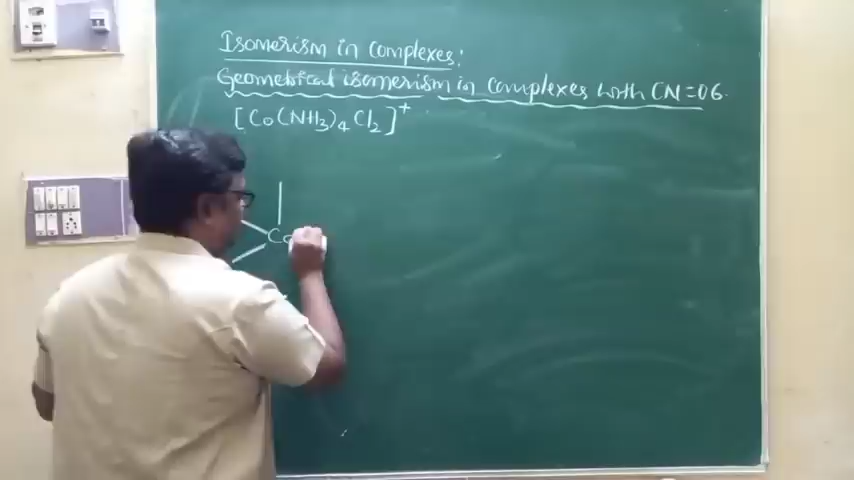 Isomerism in complexes:
Geometrical isomerism in complexes with CN=06.
[Co(NH3)4Cl2]+
Co